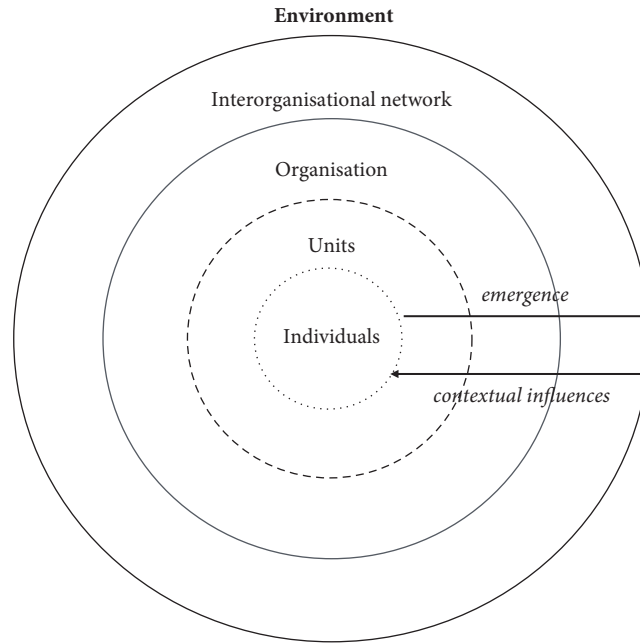 Environment
Interorganisational network
Organisation
Units
emergence
Individuals
contextual influences